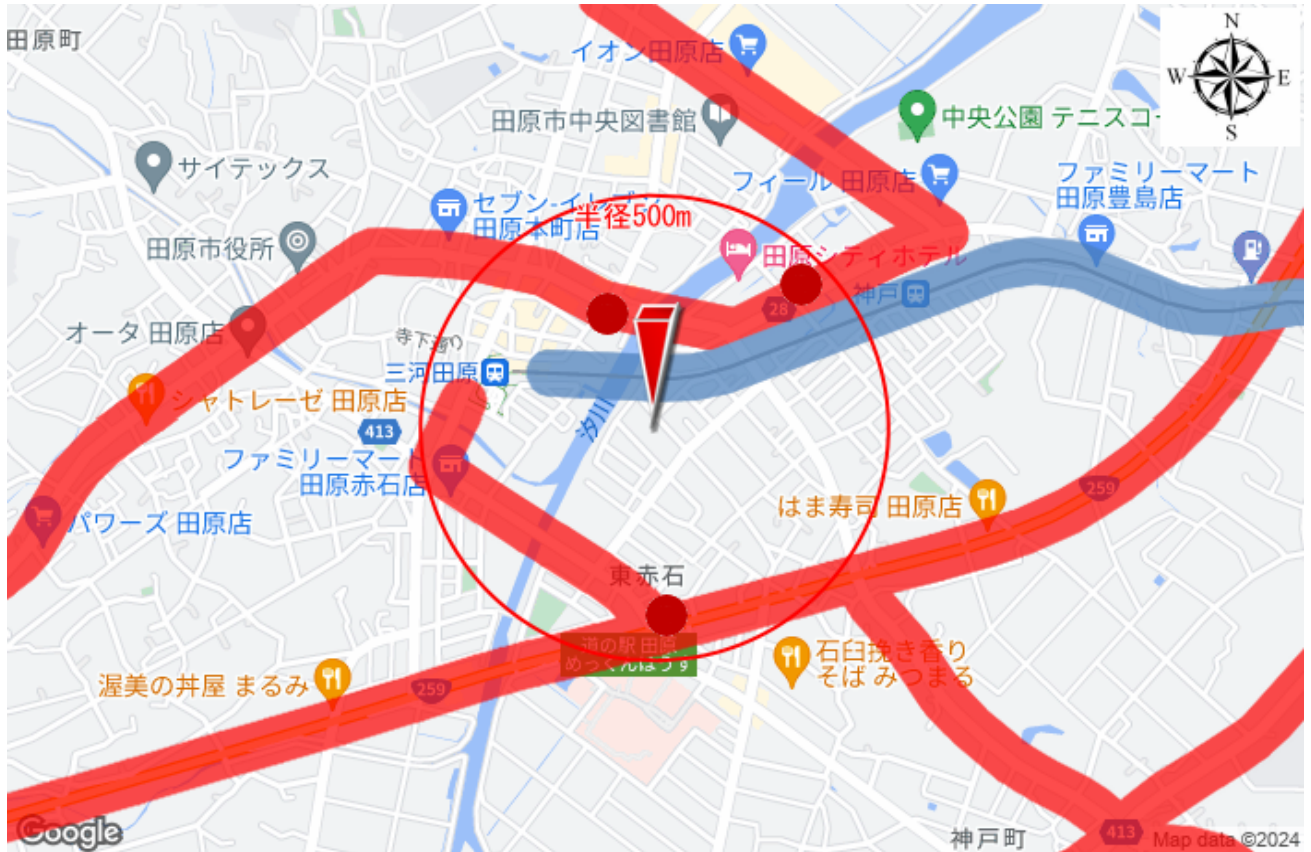 田原町
イオン田原店
N
W
E
S
田原市中央図書館
中央公園 テニスコー
サイテックス
フィール 田原店
ファミリーマート
田原豊島店
セブン-イレブン
田原本町店
半径500m
田原市役所
田原シティホテル
神戸
28
オータ 田原店
寺下通り
三河田原
シャトレーゼ 田原店
413
汐川
ファミリーマート
田原赤石店
259
はま寿司 田原店
パワーズ 田原店
東赤石
道の駅 田原
めっくんはうす
石臼挽き香り
そば みつまる
渥美の丼屋 まるみ
259
神戸町
413
Google
Map data ©2024